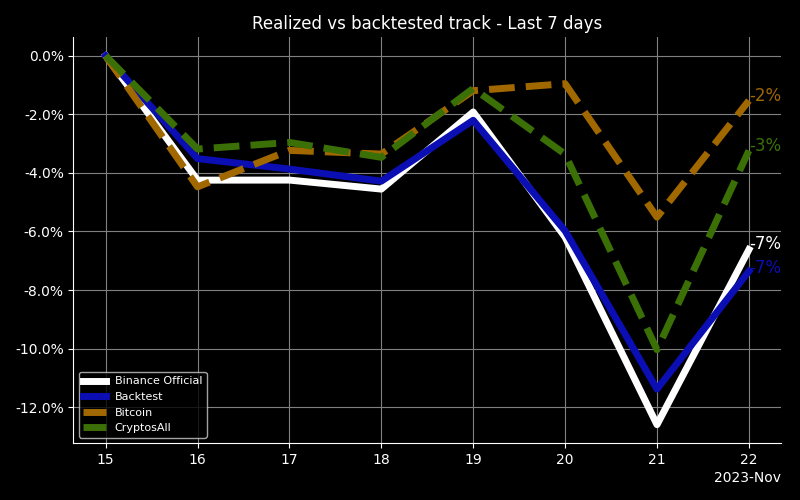 Realized vs backtested track - Last 7 days
0.0%
-2.0%
-4.0%
-6.0%
-8.0%
-10.0%
-12.0%
-2%
-3%
-7%
-7%
Binance Official
Backtest
Bitcoin
CryptosAll
15 16 17 18 19 20 21 22
2023-Nov